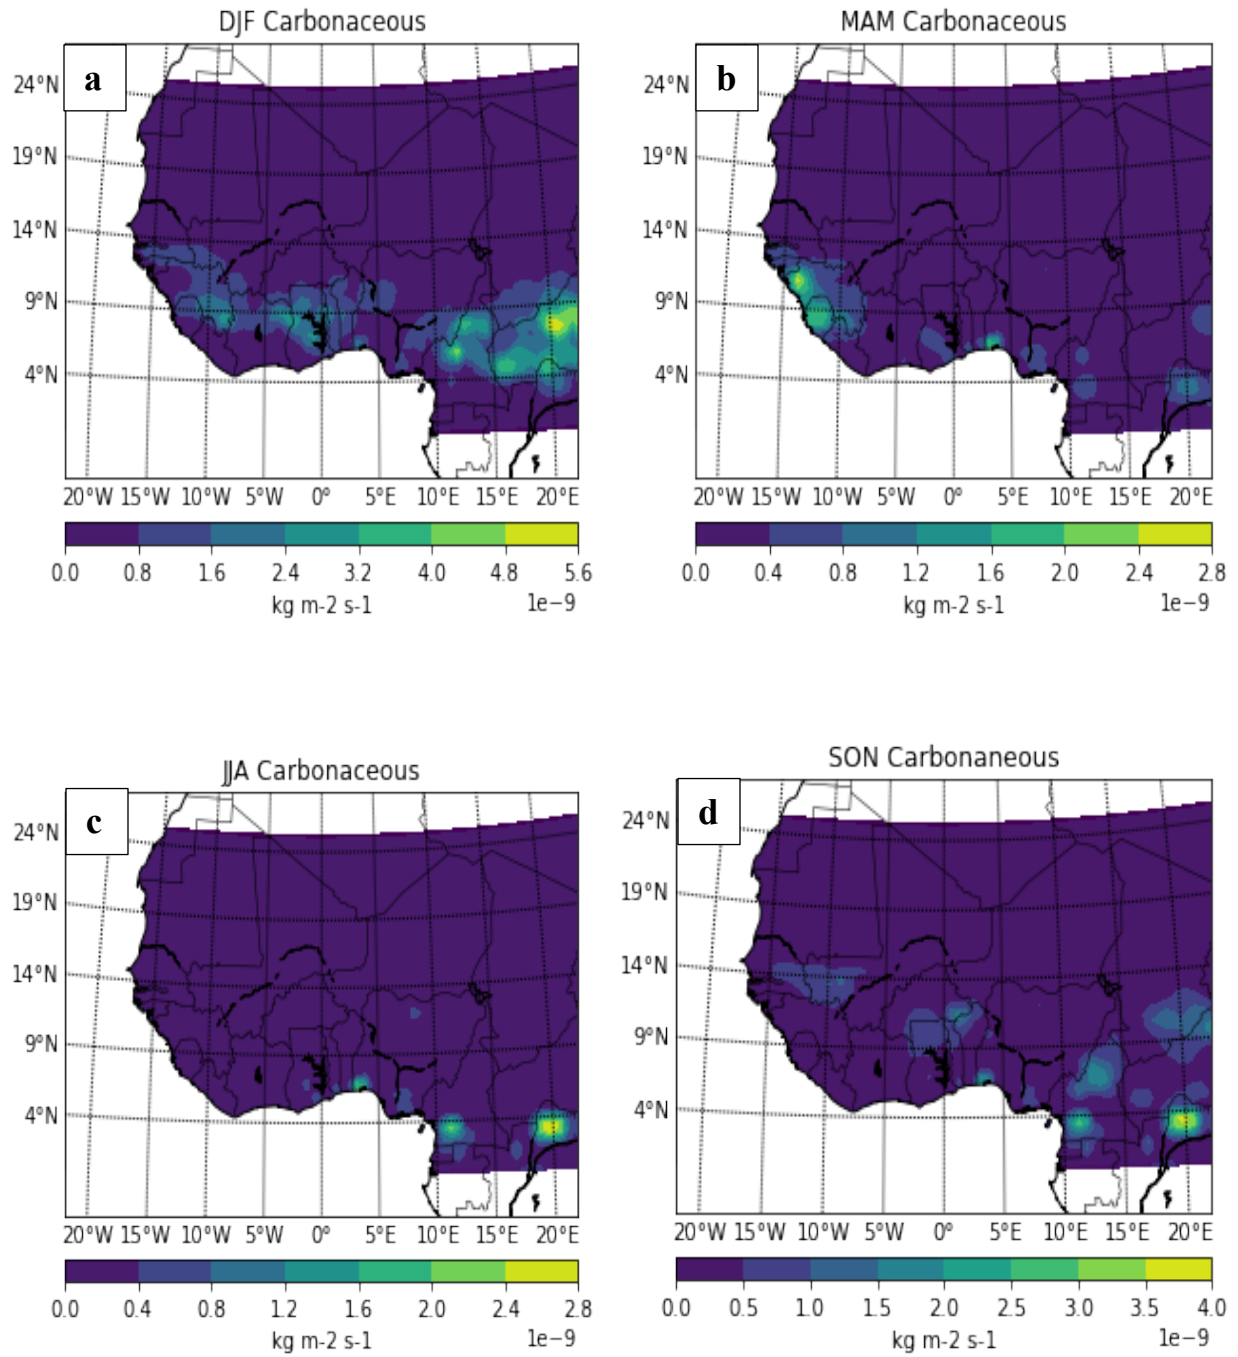 DJF Carbonaceous
a
24°N
19°N
14°N
9°N
4°N
20°W 15°W 10°W 5°W 0° 5°E 10°E 15°E 20°E
0.0 0.8 1.6 2.4 3.2 4.0 4.8 5.6
kg m-2 s-1 1e−9
MAM Carbonaceous
b
24°N
19°N
14°N
9°N
4°N
20°W 15°W 10°W 5°W 0° 5°E 10°E 15°E 20°E
0.0 0.4 0.8 1.2 1.6 2.0 2.4 2.8
kg m-2 s-1 1e−9
JJA Carbonaceous
c
24°N
19°N
14°N
9°N
4°N
20°W 15°W 10°W 5°W 0° 5°E 10°E 15°E 20°E
0.0 0.4 0.8 1.2 1.6 2.0 2.4 2.8
kg m-2 s-1 1e−9
SON Carbonaneous
d
24°N
19°N
14°N
9°N
4°N
20°W 15°W 10°W 5°W 0° 5°E 10°E 15°E 20°E
0.0 0.5 1.0 1.5 2.0 2.5 3.0 3.5 4.0
kg m-2 s-1 1e−9